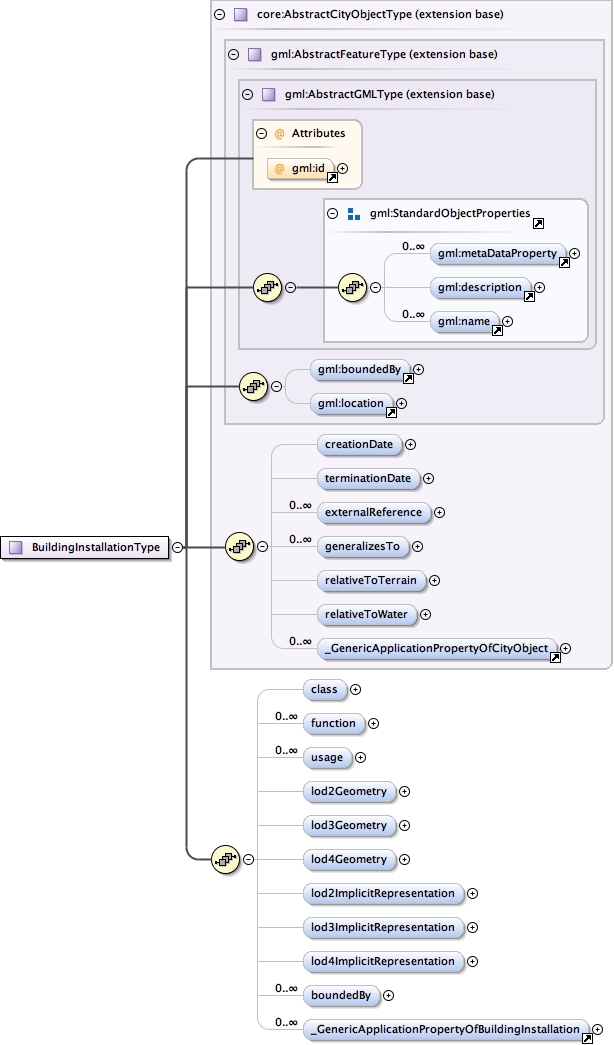 core:AbstractCityObjectType (extension base)
gml:AbstractFeatureType (extension base)
gml:AbstractGMLType (extension base)
@ Attributes
@ gml:id
gml:StandardObjectProperties
0..∞ gml:metaDataProperty
gml:description
0..∞ gml:name
gml:boundedBy
gml:location
creationDate
terminationDate
0..∞ externalReference
0..∞ generalizesTo
BuildingInstallationType
relativeToTerrain
relativeToWater
0..∞ _GenericApplicationPropertyOfCityObject
class
0..∞ function
0..∞ usage
lod2Geometry
lod3Geometry
lod4Geometry
lod2ImplicitRepresentation
lod3ImplicitRepresentation
lod4ImplicitRepresentation
0..∞ boundedBy
0..∞ _GenericApplicationPropertyOfBuildingInstallation